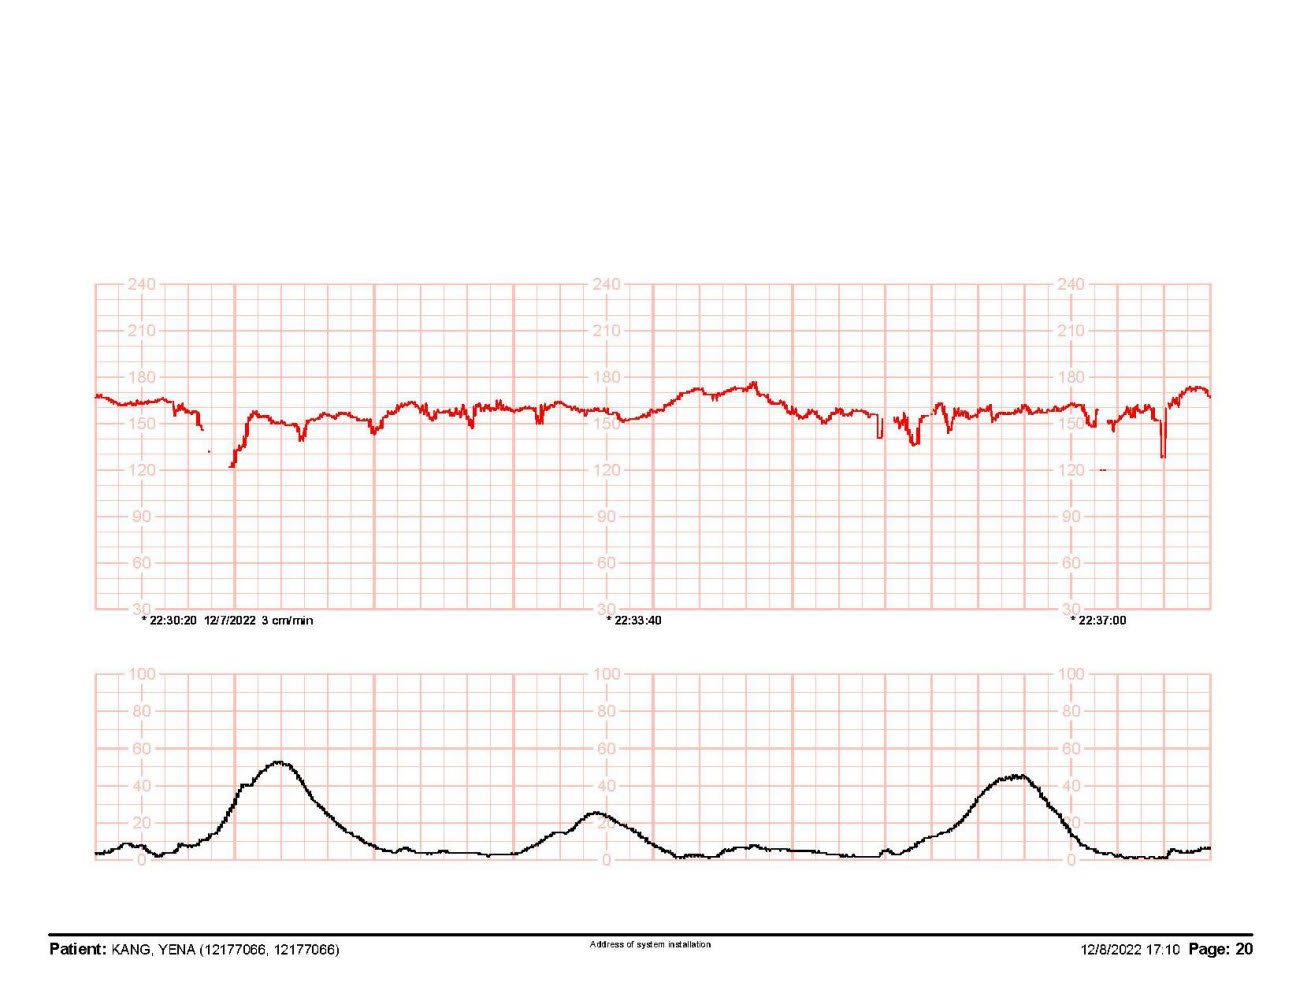 240 240 240
210 210 210
180 180 180
150 150 150
120 120 120
90 90 90
60 60 60
30 30 30
* 22:30:20 12/7/2022 3 cm/min * 22:33:40 * 22:37:00
100 100 100
80 80 80
60 60 60
40 40 40
20 20 20
0 0 0
Patient: KANG, YENA (12177066, 12177066) Address of system installation 12/8/2022 17:10 Page: 20